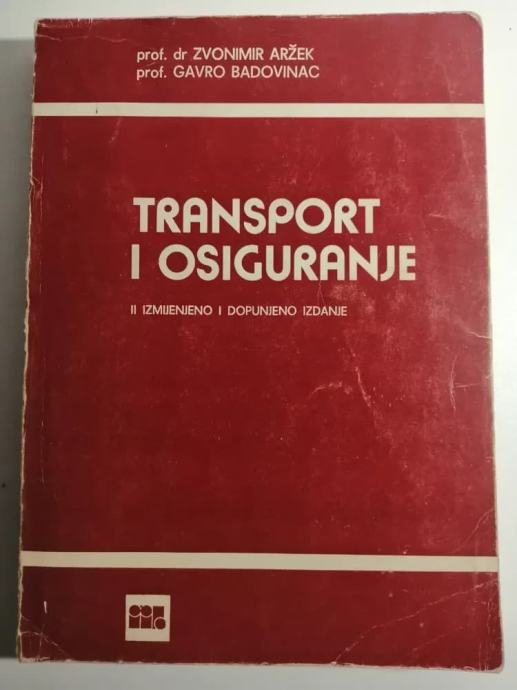 prof. dr ZVONIMIR ARŽEK
prof. GAVRO BADOVINAC
TRANSPORT
I OSIGURANJE
II IZMIJENJENO I DOPUNJENO IZDANJE